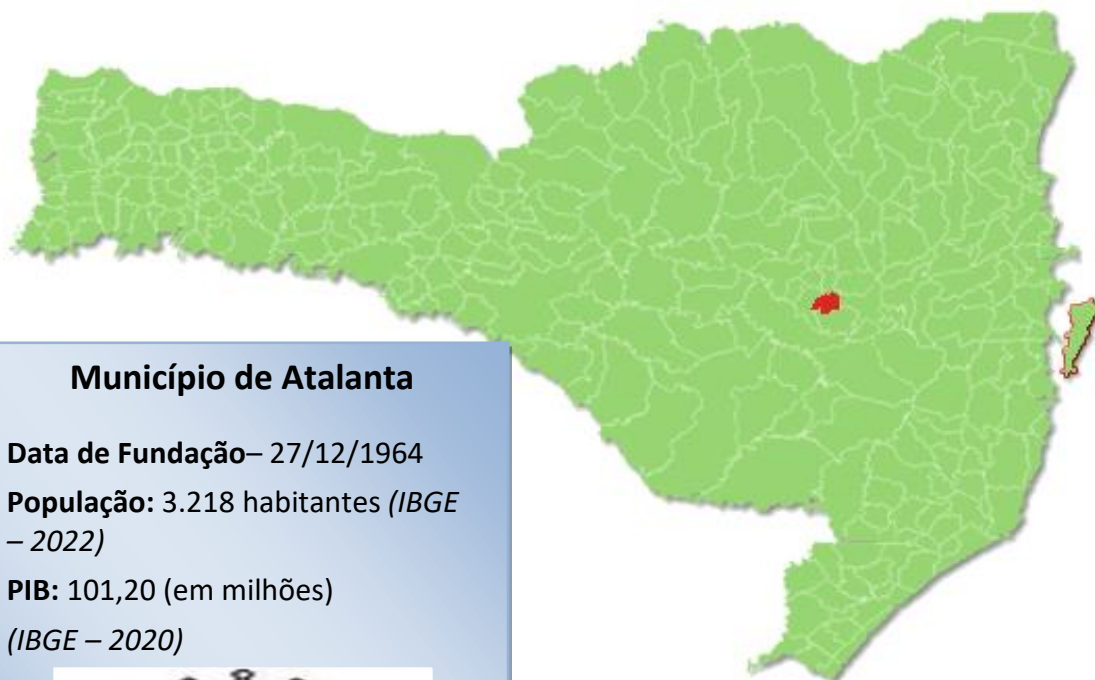 Município de Atalanta
Data de Fundação– 27/12/1964
População: 3.218 habitantes (IBGE
– 2022)
PIB: 101,20 (em milhões)
(IBGE – 2020)